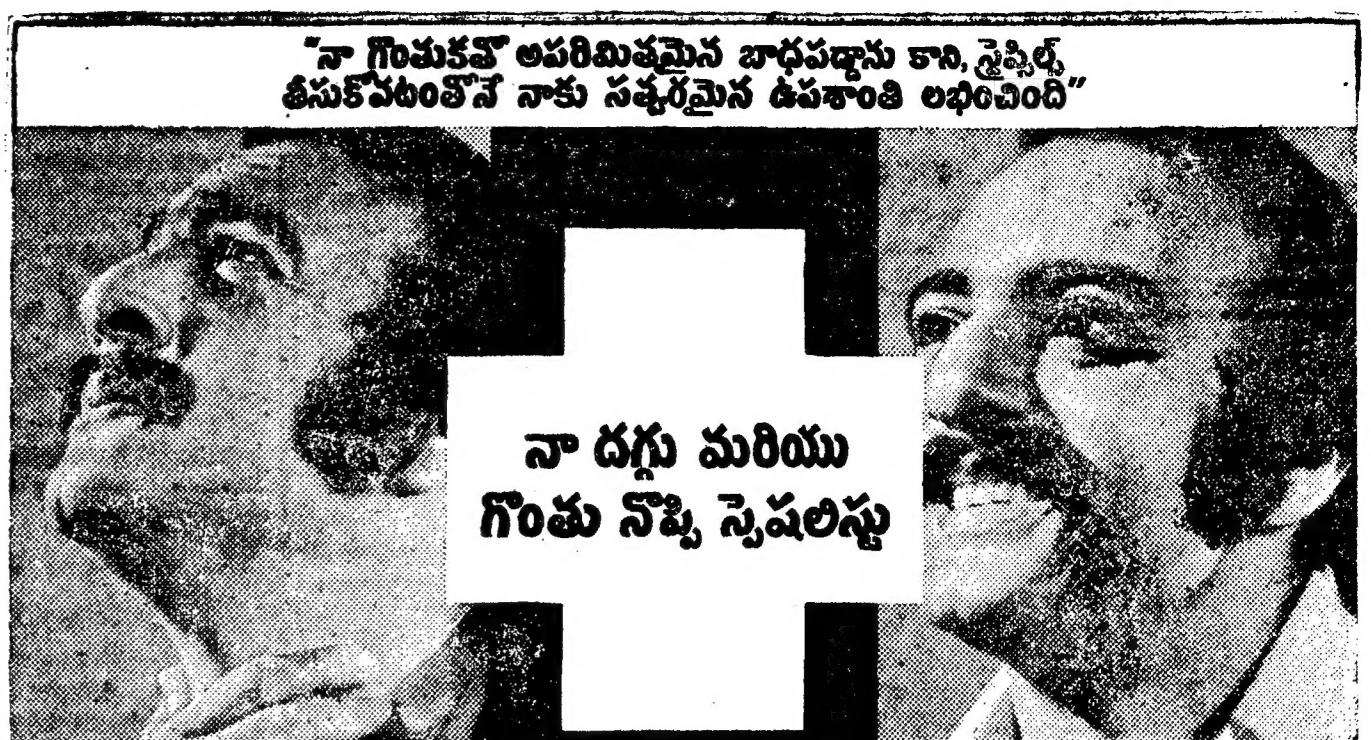 "నా గొంతుకతో అపరిమితమైన బాధపడ్డాను కాని, స్ట్రెప్సిల్స్
తీసుకోవటంతోనే నాకు సత్వరమైన ఉపశాంతి లభించింది"
నా దగ్గు మరియు
గొంతు నొప్పి స్పెషలిస్టు